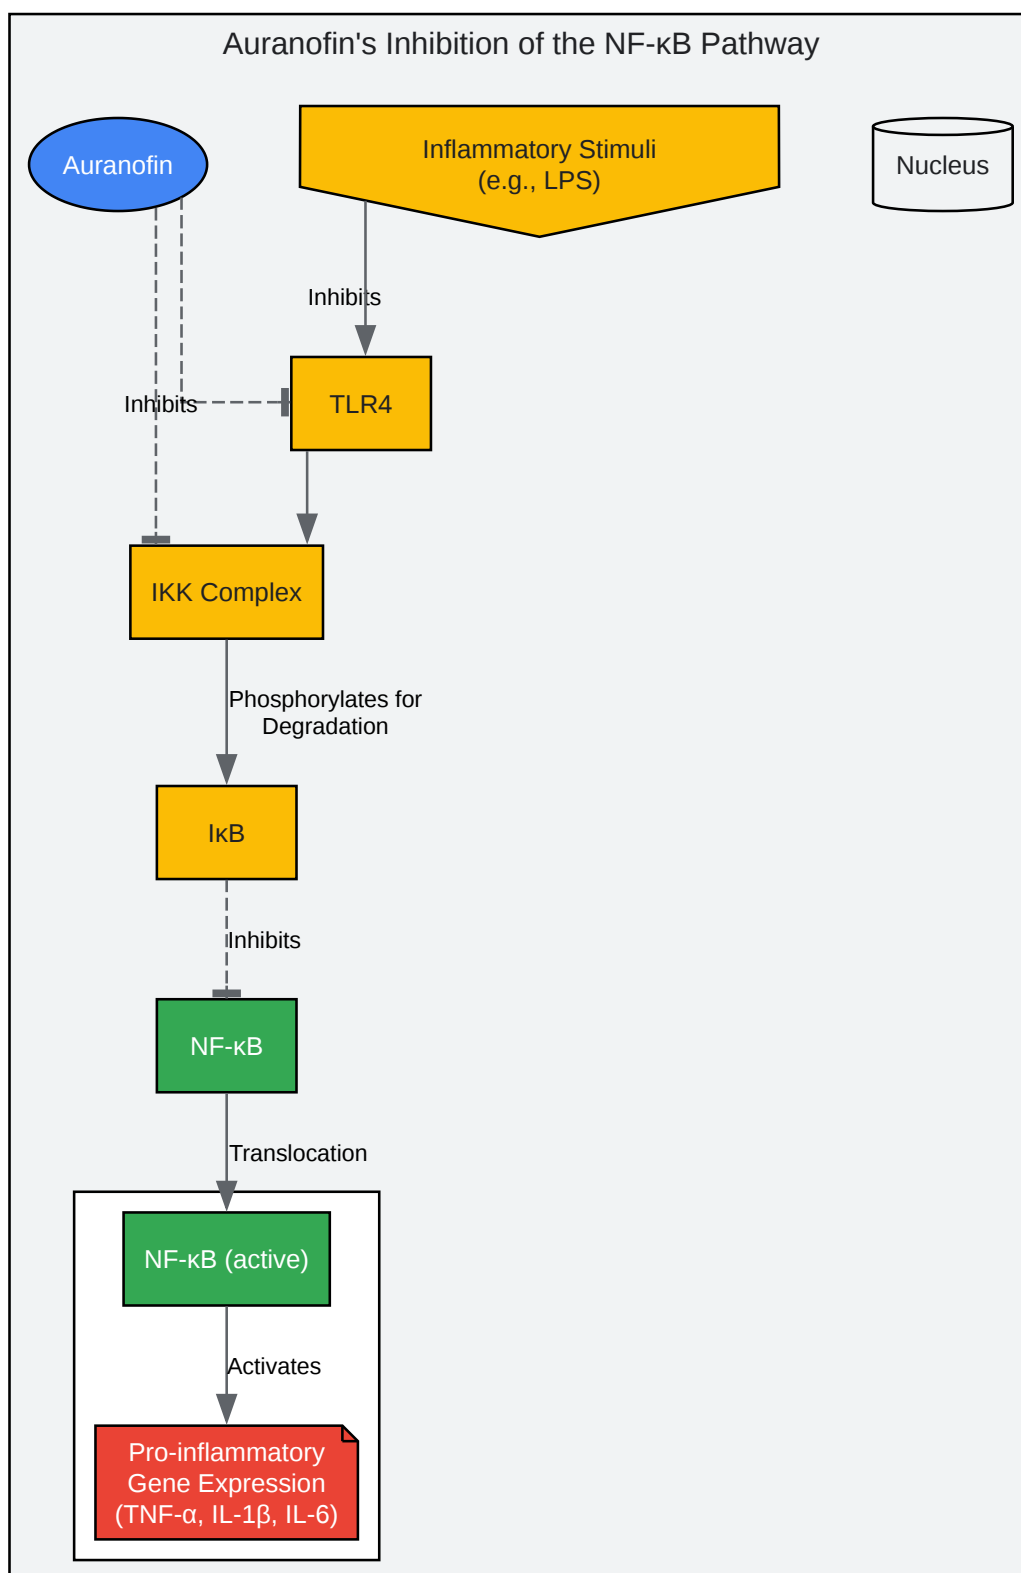 Auranofin's Inhibition of the NF-κB Pathway
Auranofin
Inflammatory Stimuli
(e.g., LPS)
Nucleus
Inhibits
TLR4
Inhibits
IKK Complex
Phosphorylates for
Degradation
IκB
Inhibits
NF-κB
Translocation
NF-κB (active)
Activates
Pro-inflammatory
Gene Expression
(TNF-α, IL-1β, IL-6)